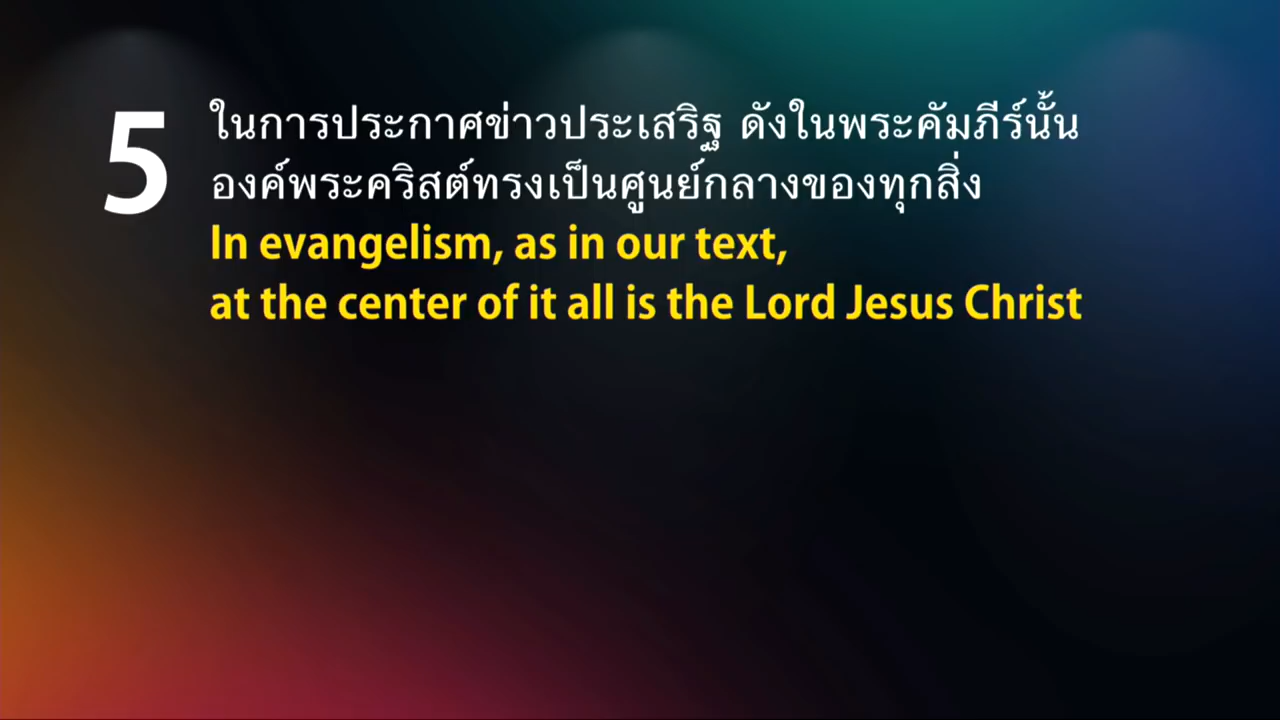 5
ในการประกาศข่าวประเสริฐ ดังในพระคัมภีร์นั้น
องค์พระคริสต์ทรงเป็นศูนย์กลางของทุกสิ่ง
In evangelism, as in our text,
at the center of it all is the Lord Jesus Christ